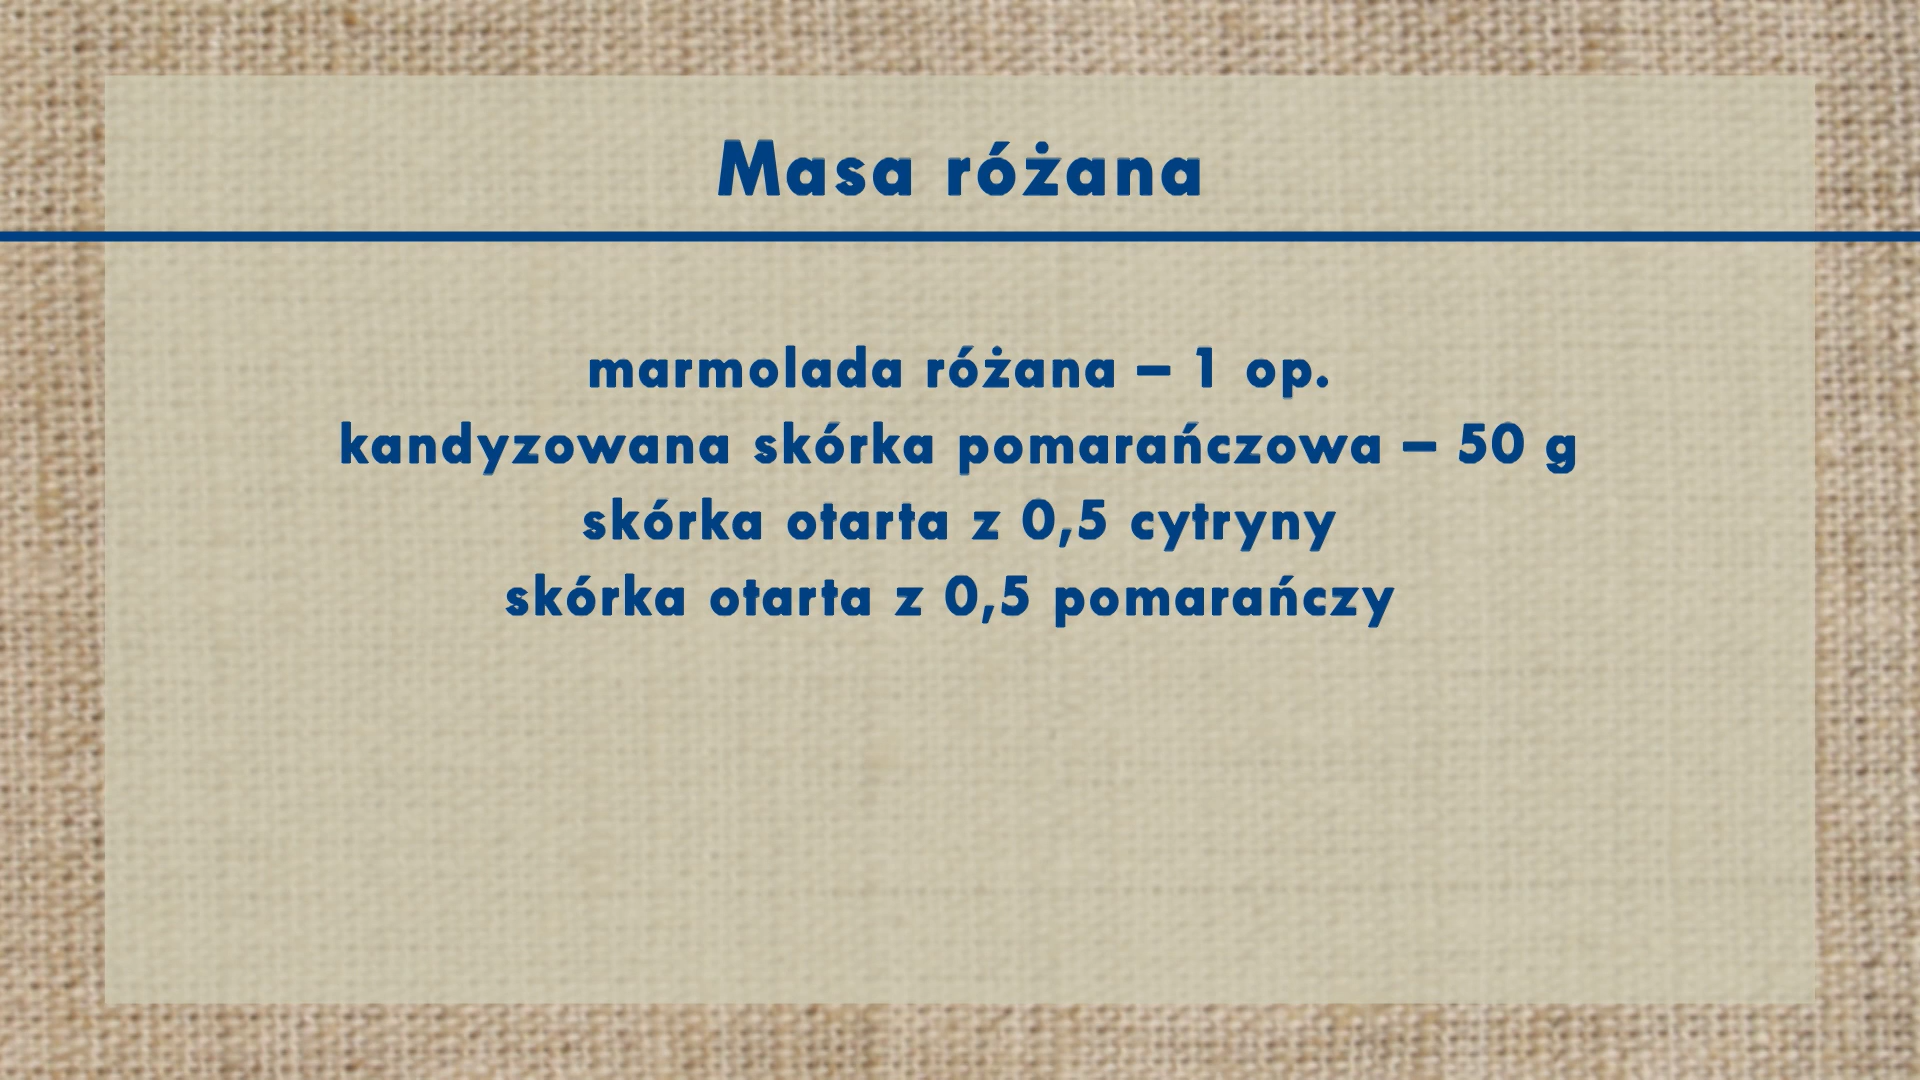 Masa różana
marmolada różana – 1 op.
kandyzowana skórka pomarańczowa – 50 g
skórka otarta z 0,5 cytryny
skórka otarta z 0,5 pomarańczy